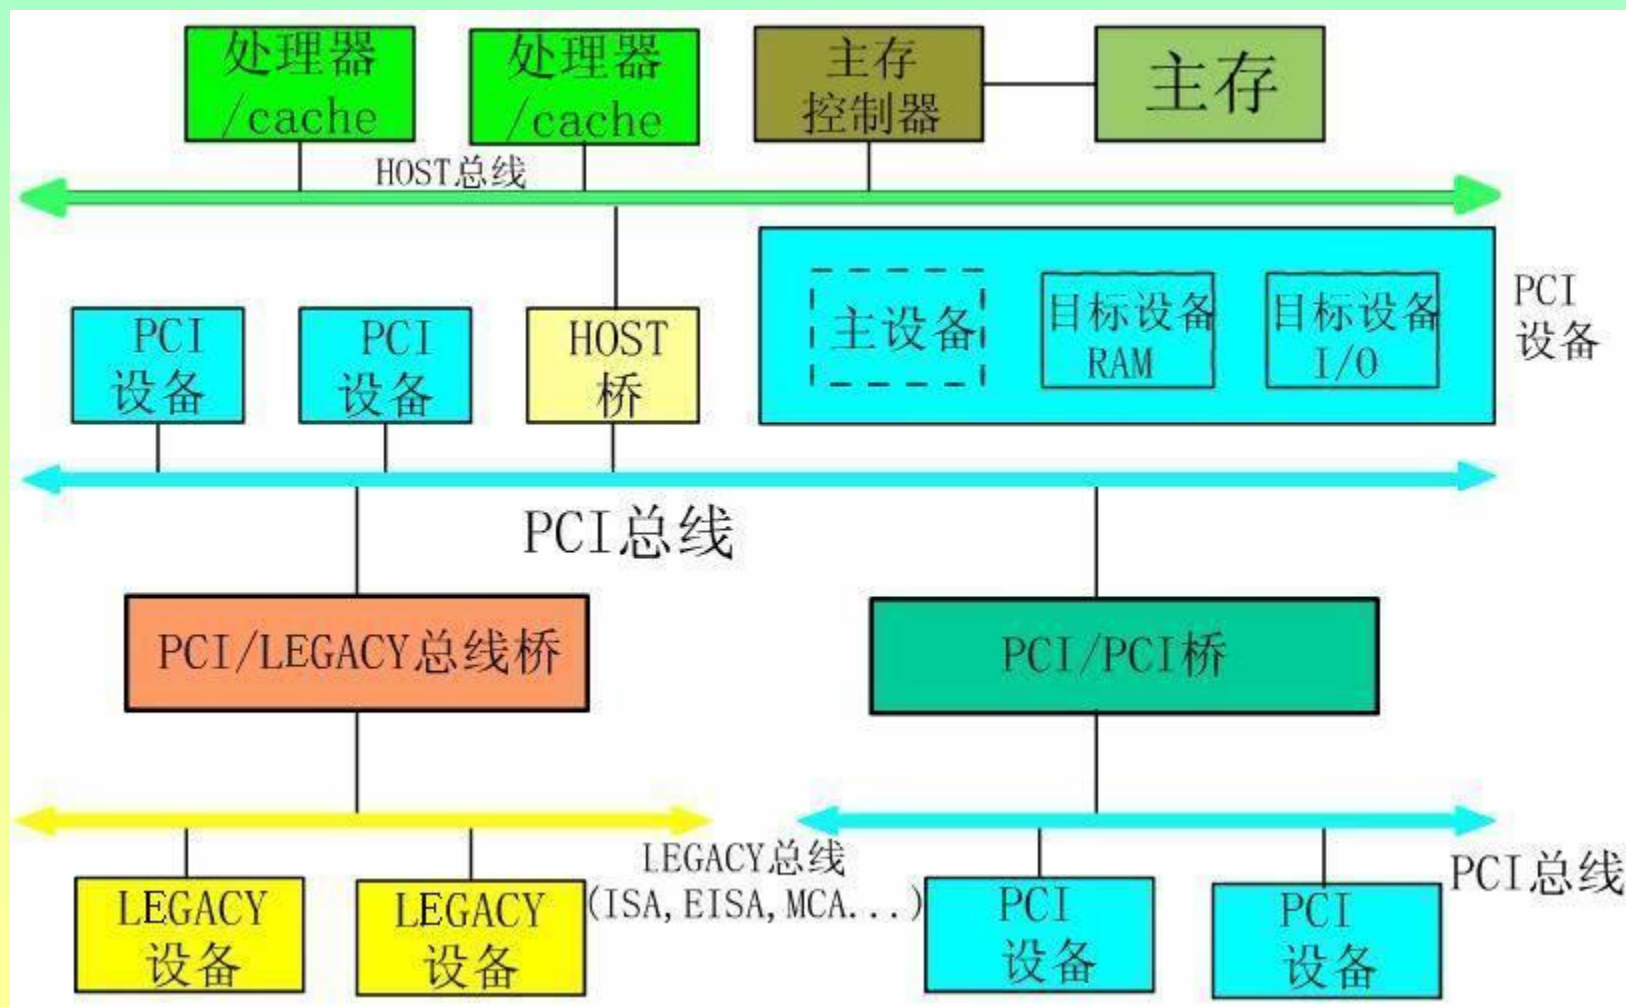 处理器
/cache
处理器
/cache
主存
控制器
主存
HOST总线
PCI
设备
PCI
设备
HOST
桥
主设备
目标设备
RAM
目标设备
I/O
PCI
设备
PCI总线
PCI/LEGACY总线桥
PCI/PCI桥
LEGACY总线
(ISA,EISA,MCA...)
PCI总线
LEGACY
设备
LEGACY
设备
PCI
设备
PCI
设备